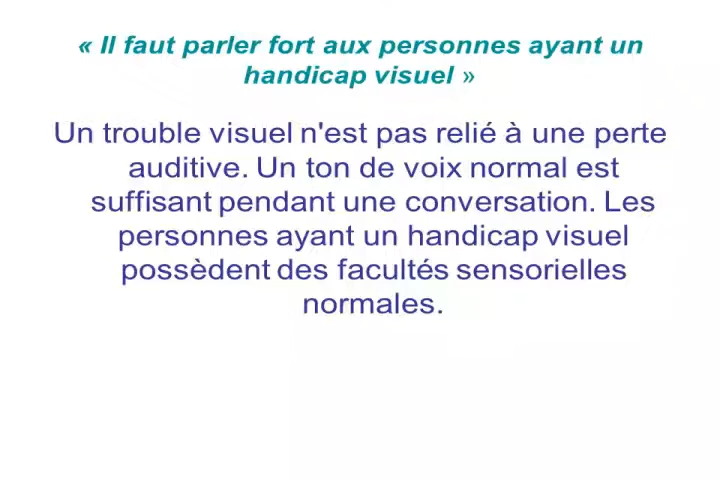 « Il faut parler fort aux personnes ayant un
handicap visuel »
Un trouble visuel n'est pas relié à une perte
auditive. Un ton de voix normal est
suffisant pendant une conversation. Les
personnes ayant un handicap visuel
possèdent des facultés sensorielles
normales.